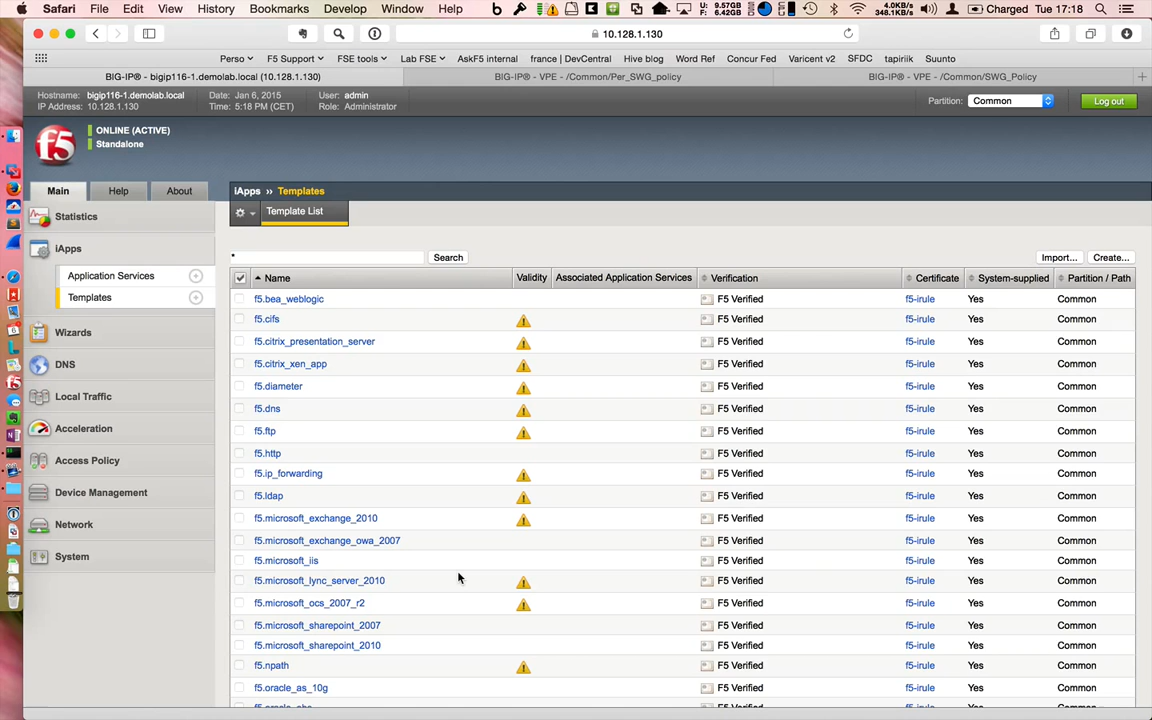 Safari File Edit View History Bookmarks Develop Window Help U: 9.57GB F: 6.42GB 4.0KB/s 348.1KB/s Charged Tue 17:18
10.128.1.130
Perso F5 Support FSE tools Lab FSE AskF5 internal france | DevCentral Hive blog Word Ref Concur Fed Varicent v2 SFDC tapiriik Suunto
BIG-IP® - bigip116-1.demolab.local (10.128.1.130) BIG-IP® - VPE - /Common/Per_SWG_policy BIG-IP® - VPE - /Common/SWG_Policy
Hostname: bigip116-1.demolab.local Date: Jan 6, 2015 User: admin
IP Address: 10.128.1.130 Time: 5:18 PM (CET) Role: Administrator
Partition: Common Log out
f5
ONLINE (ACTIVE)
Standalone
Main Help About
iApps ›› Templates
Template List
Statistics
iApps
Application Services
Templates
Wizards
DNS
Local Traffic
Acceleration
Access Policy
Device Management
Network
System
* Search Import... Create...
Name Validity Associated Application Services Verification Certificate System-supplied Partition / Path
f5.bea_weblogic F5 Verified f5-irule Yes Common
f5.cifs F5 Verified f5-irule Yes Common
f5.citrix_presentation_server F5 Verified f5-irule Yes Common
f5.citrix_xen_app F5 Verified f5-irule Yes Common
f5.diameter F5 Verified f5-irule Yes Common
f5.dns F5 Verified f5-irule Yes Common
f5.ftp F5 Verified f5-irule Yes Common
f5.http F5 Verified f5-irule Yes Common
f5.ip_forwarding F5 Verified f5-irule Yes Common
f5.ldap F5 Verified f5-irule Yes Common
f5.microsoft_exchange_2010 F5 Verified f5-irule Yes Common
f5.microsoft_exchange_owa_2007 F5 Verified f5-irule Yes Common
f5.microsoft_iis F5 Verified f5-irule Yes Common
f5.microsoft_lync_server_2010 F5 Verified f5-irule Yes Common
f5.microsoft_ocs_2007_r2 F5 Verified f5-irule Yes Common
f5.microsoft_sharepoint_2007 F5 Verified f5-irule Yes Common
f5.microsoft_sharepoint_2010 F5 Verified f5-irule Yes Common
f5.npath F5 Verified f5-irule Yes Common
f5.oracle_as_10g F5 Verified f5-irule Yes Common